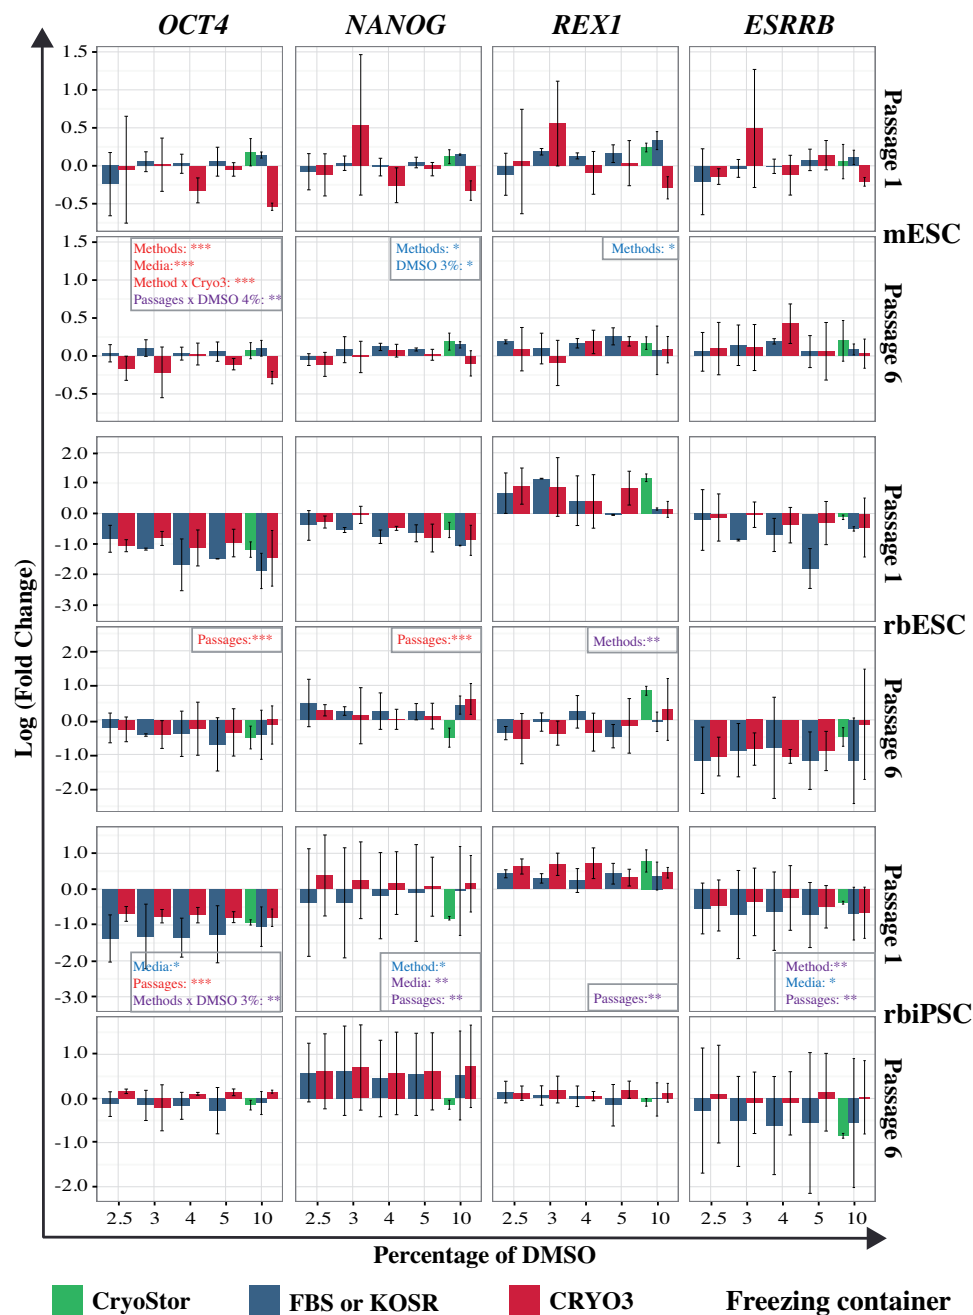 OCT4 NANOG REX1 ESRRB
1.5
1.0
0.5
0.0
-0.5
Passage 1
mESC
1.5
1.0
0.5
0.0
-0.5
Methods: ***
Media:***
Method x Cryo3: ***
Passages x DMSO 4%: **
Methods: *
DMSO 3%: *
Methods: *
Passage 6
2.0
1.0
0.0
-1.0
-2.0
-3.0
Passage 1
rbESC
Log (Fold Change)
2.0
1.0
0.0
-1.0
-2.0
Passages:***
Passages:***
Methods:**
Passage 6
1.0
0.0
-1.0
-2.0
-3.0
Media:*
Passages: ***
Methods x DMSO 3%: **
Method:*
Media: **
Passages: **
Passages:**
Method:**
Media: *
Passages: **
Passage 1
rbiPSC
1.0
0.0
-1.0
-2.0
Passage 6
2.5 3 4 5 10 2.5 3 4 5 10 2.5 3 4 5 10 2.5 3 4 5 10
Percentage of DMSO
CryoStor FBS or KOSR CRYO3 Freezing container